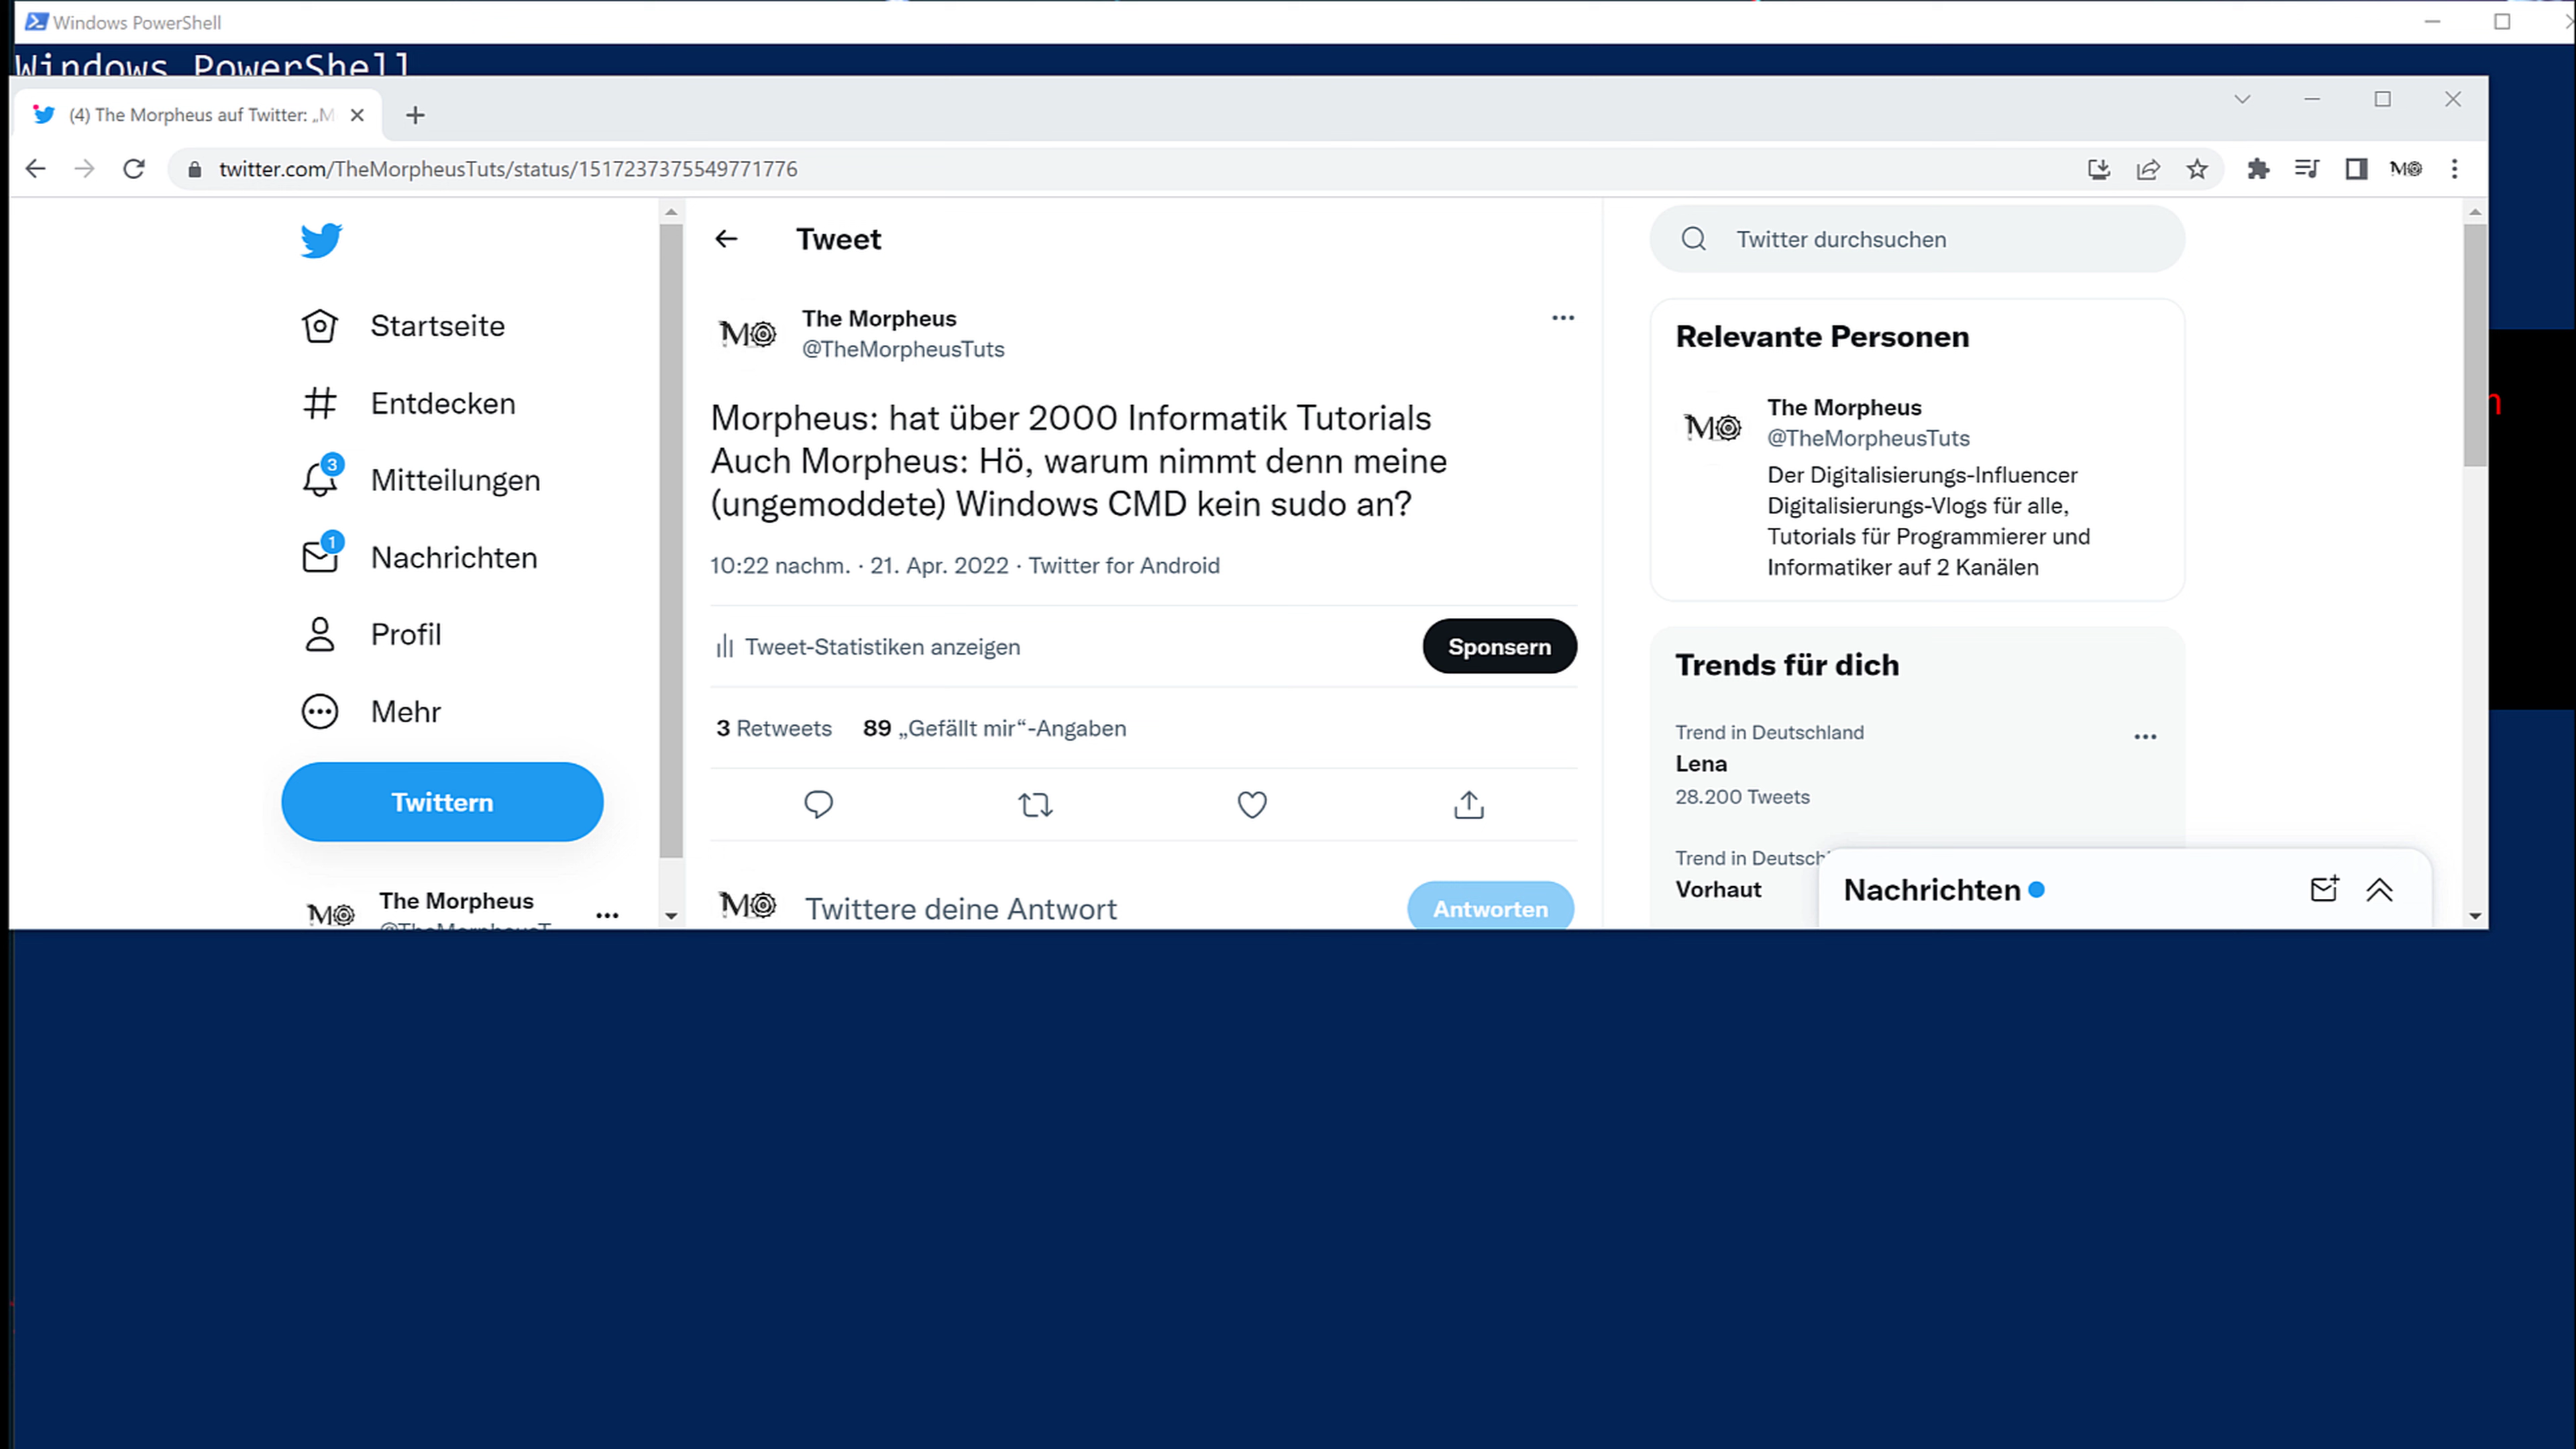 Windows PowerShell
Windows PowerShell
(4) The Morpheus auf Twitter: „M
twitter.com/TheMorpheusTuts/status/1517237375549771776
Startseite
Entdecken
3
Mitteilungen
1
Nachrichten
Profil
Mehr
Twittern
The Morpheus
@TheMorpheusT
Tweet
The Morpheus
@TheMorpheusTuts
Morpheus: hat über 2000 Informatik Tutorials
Auch Morpheus: Hö, warum nimmt denn meine
(ungemoddete) Windows CMD kein sudo an?
10:22 nachm. · 21. Apr. 2022 · Twitter for Android
Tweet-Statistiken anzeigen
Sponsern
3 Retweets 89 „Gefällt mir“-Angaben
Twittere deine Antwort
Antworten
Twitter durchsuchen
Relevante Personen
The Morpheus
@TheMorpheusTuts
Der Digitalisierungs-Influencer
Digitalisierungs-Vlogs für alle,
Tutorials für Programmierer und
Informatiker auf 2 Kanälen
Trends für dich
Trend in Deutschland
Lena
28.200 Tweets
Trend in Deutschl
Vorhaut
Nachrichten